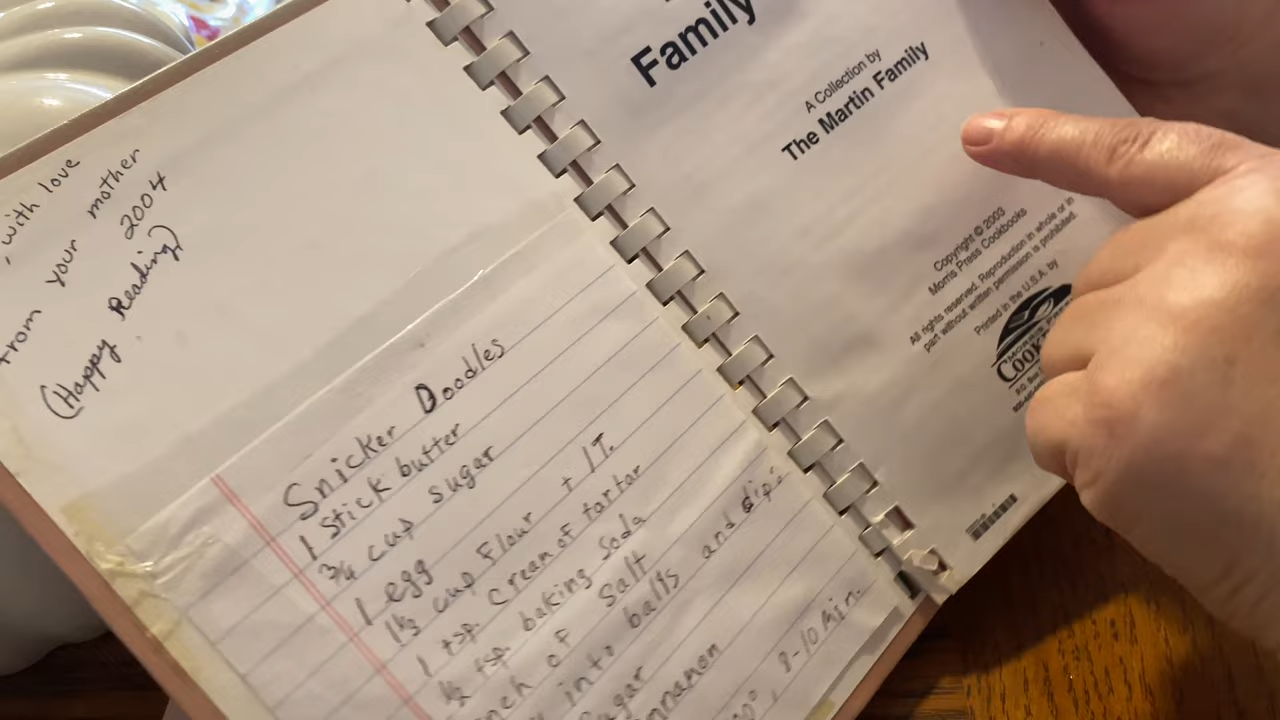 , with love
from your mother
2004
(Happy Reading)
Snicker Doodles
1 Stick butter
3/4 cup sugar
1 egg
1 1/3 cup flour + 1T.
1 tsp. cream of tartar
1/2 tsp. baking soda
of salt
into balls and dip
sugar
8-10 min.
Family
A Collection by
The Martin Family
Copyright © 2003
Morris Press Cookbooks
All rights reserved. Reproduction in whole or in
part without written permission is prohibited.
Printed in the U.S.A. by